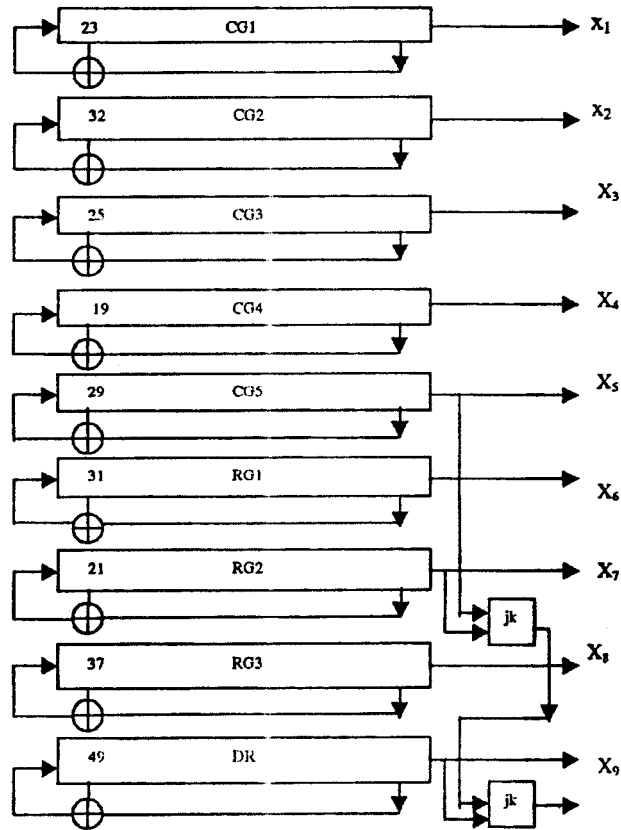 23 CG1 x₁
32 CG2 x₂
25 CG3 X₃
19 CG4 X₄
29 CG5 X₅
31 RG1 X₆
21 RG2 X₇
jk
37 RG3 X₈
49 DR X₉
jk